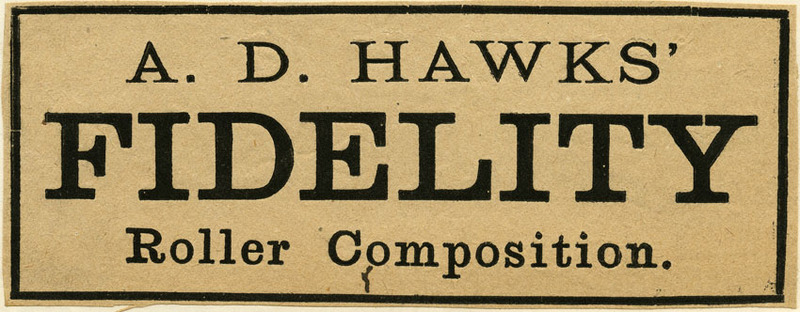 A. D. HAWKS’
FIDELITY
Roller Composition.